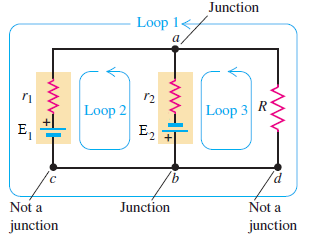 Junction
Loop 1
a
r1
r2
Loop 2
Loop 3
R
+
E1
E2
+
c
b
d
Not a
junction
Junction
Not a
junction